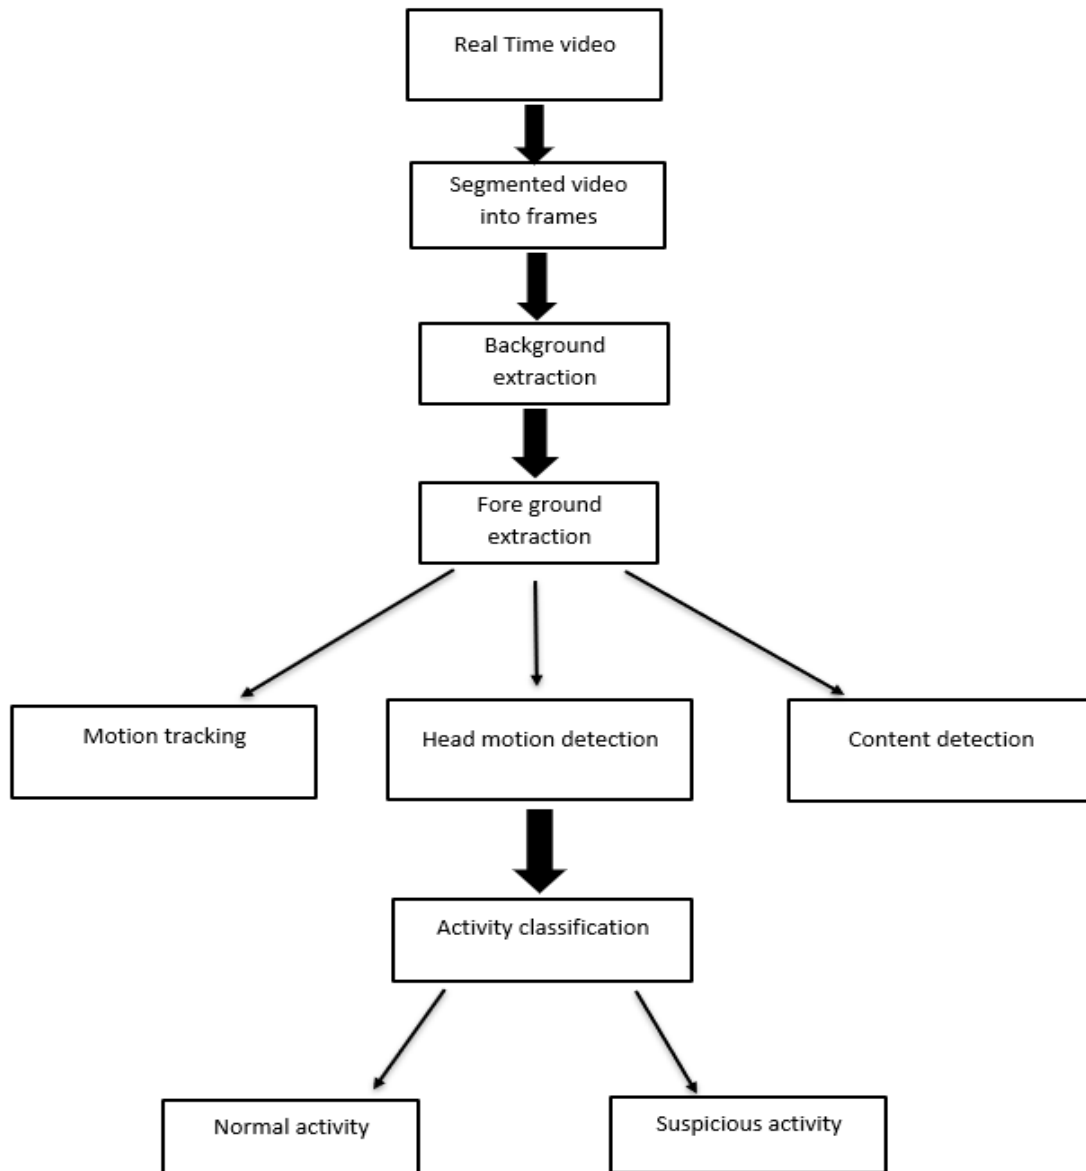 Real Time video
Segmented video
into frames
Background
extraction
Fore ground
extraction
Motion tracking
Head motion detection
Content detection
Activity classification
Normal activity
Suspicious activity